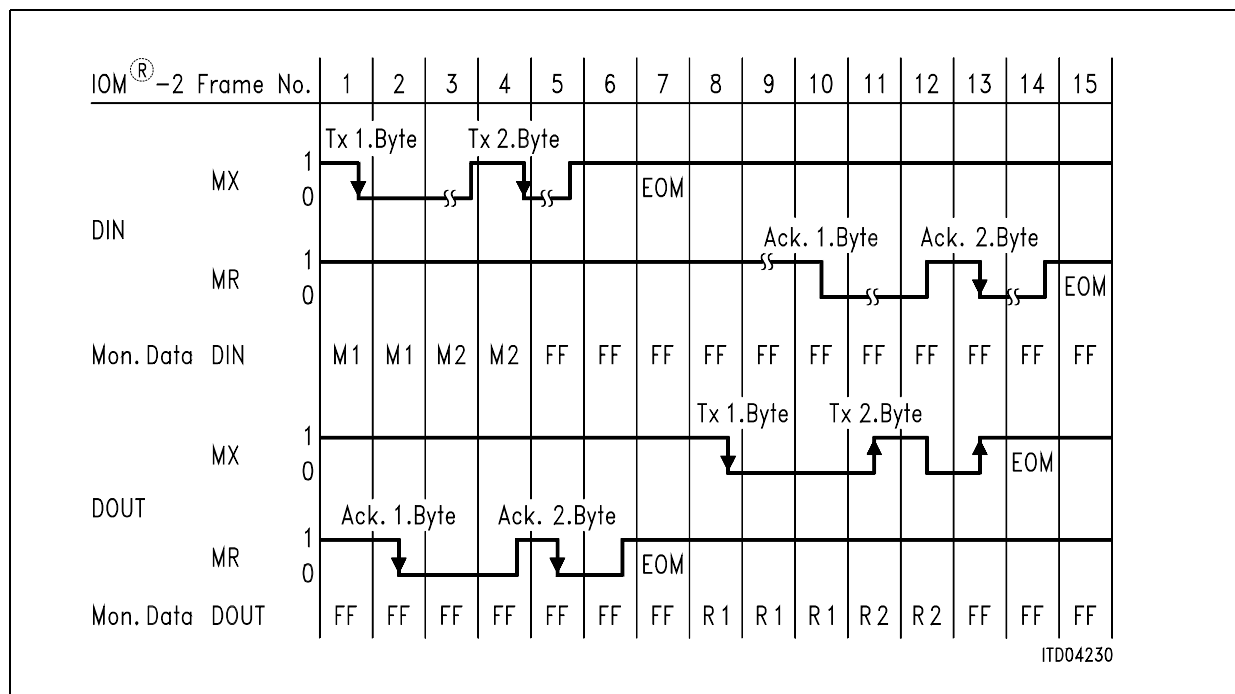 IOM®-2 Frame No. 1 2 3 4 5 6 7 8 9 10 11 12 13 14 15
Tx 1.Byte Tx 2.Byte
1
MX
0
EOM
DIN
Ack. 1.Byte Ack. 2.Byte
1
MR
0
EOM
Mon. Data DIN M1 M1 M2 M2 FF FF FF FF FF FF FF FF FF FF FF
Tx 1.Byte Tx 2.Byte
1
MX
0
EOM
DOUT
Ack. 1.Byte Ack. 2.Byte
1
MR
0
EOM
Mon. Data DOUT FF FF FF FF FF FF FF R1 R1 R1 R2 R2 FF FF FF
ITD04230